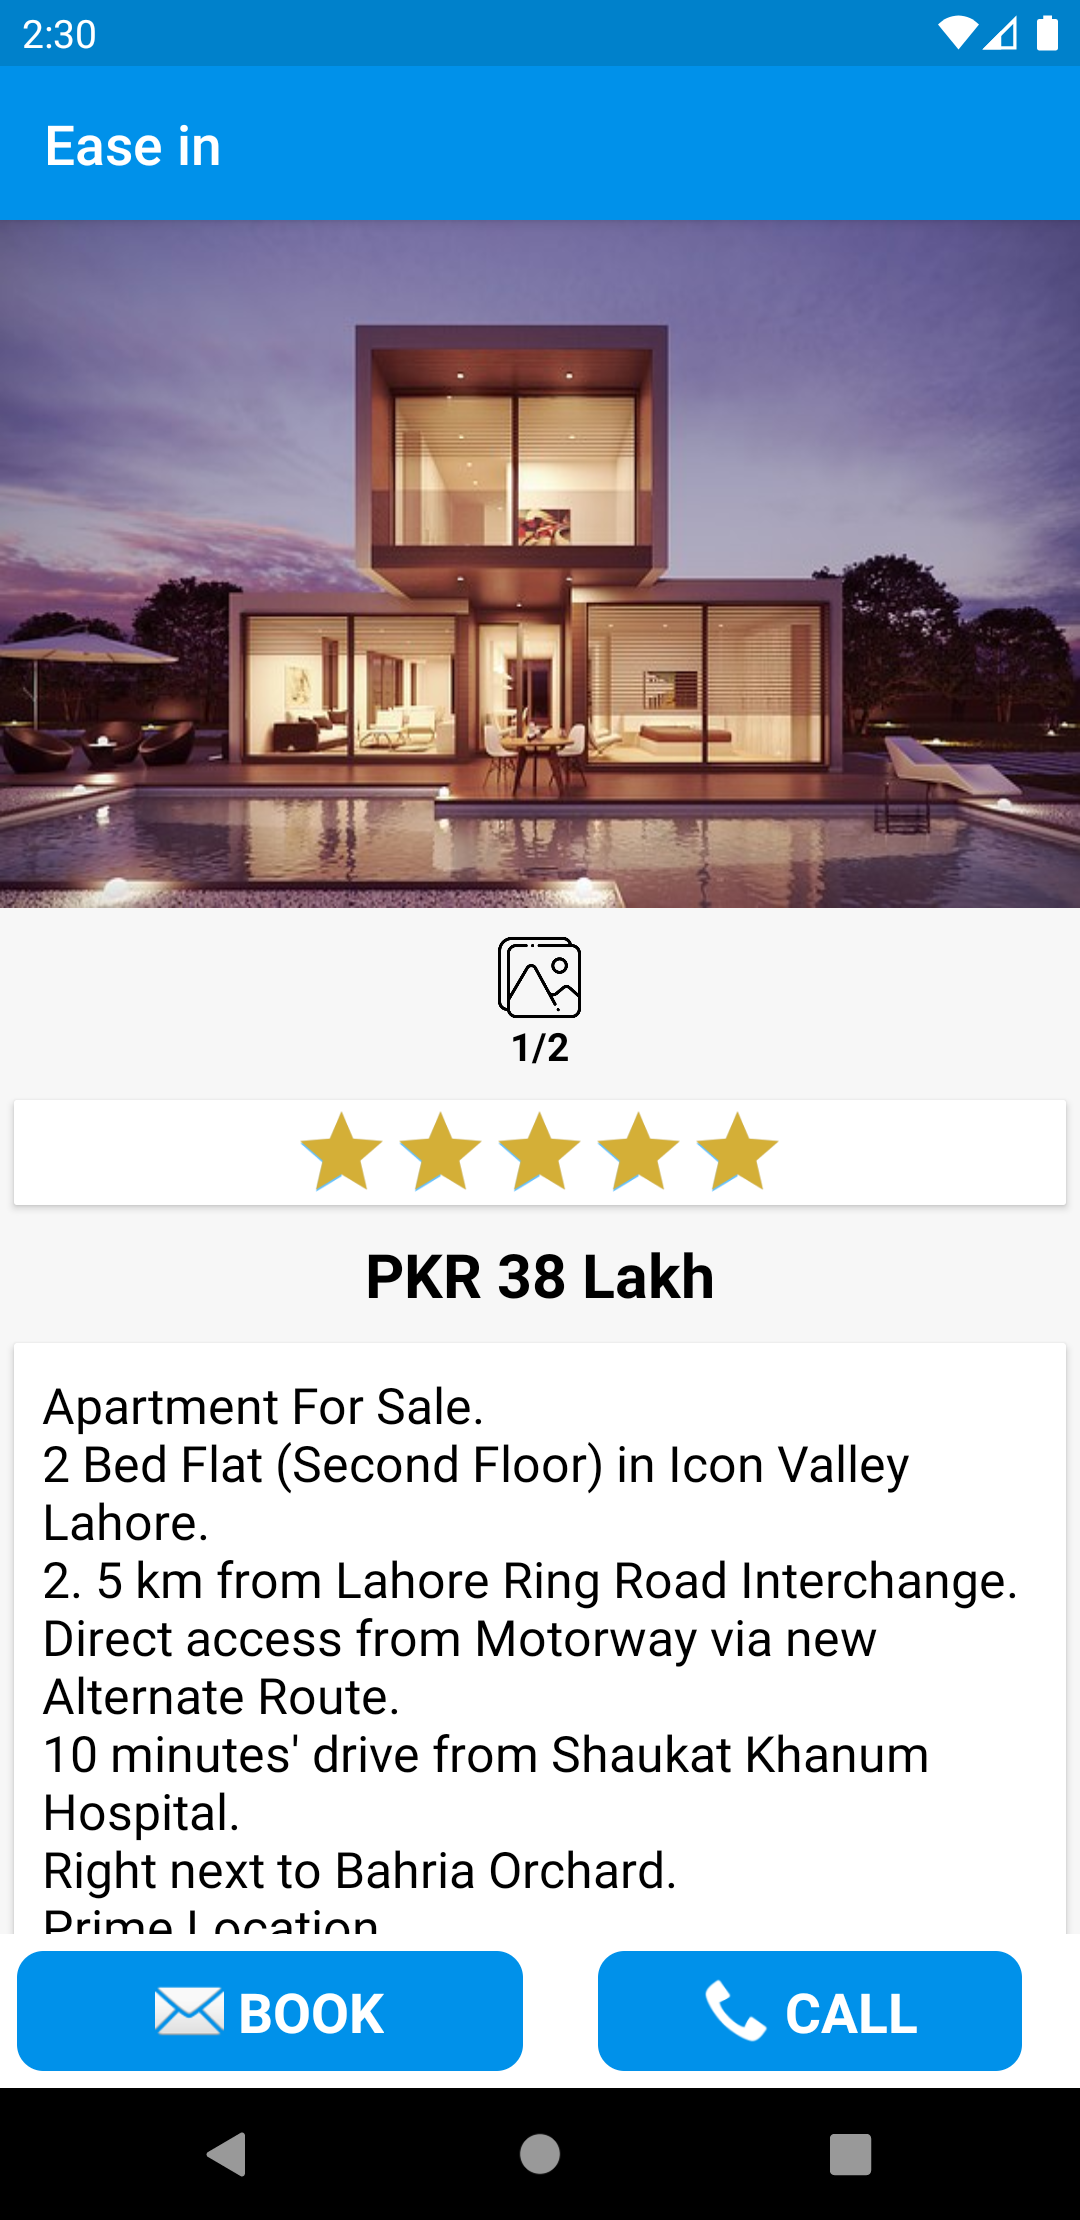 2:30
Ease in
1/2
PKR 38 Lakh
Apartment For Sale.
2 Bed Flat (Second Floor) in Icon Valley
Lahore.
2. 5 km from Lahore Ring Road Interchange.
Direct access from Motorway via new
Alternate Route.
10 minutes' drive from Shaukat Khanum
Hospital.
Right next to Bahria Orchard.
Prime Location
BOOK
CALL